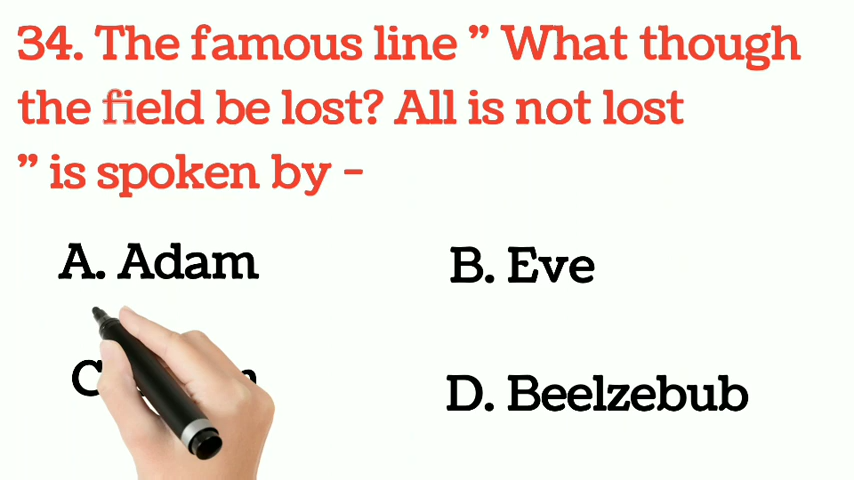 34. The famous line ” What though
the field be lost? All is not lost
” is spoken by -
A. Adam
B. Eve
C
D. Beelzebub